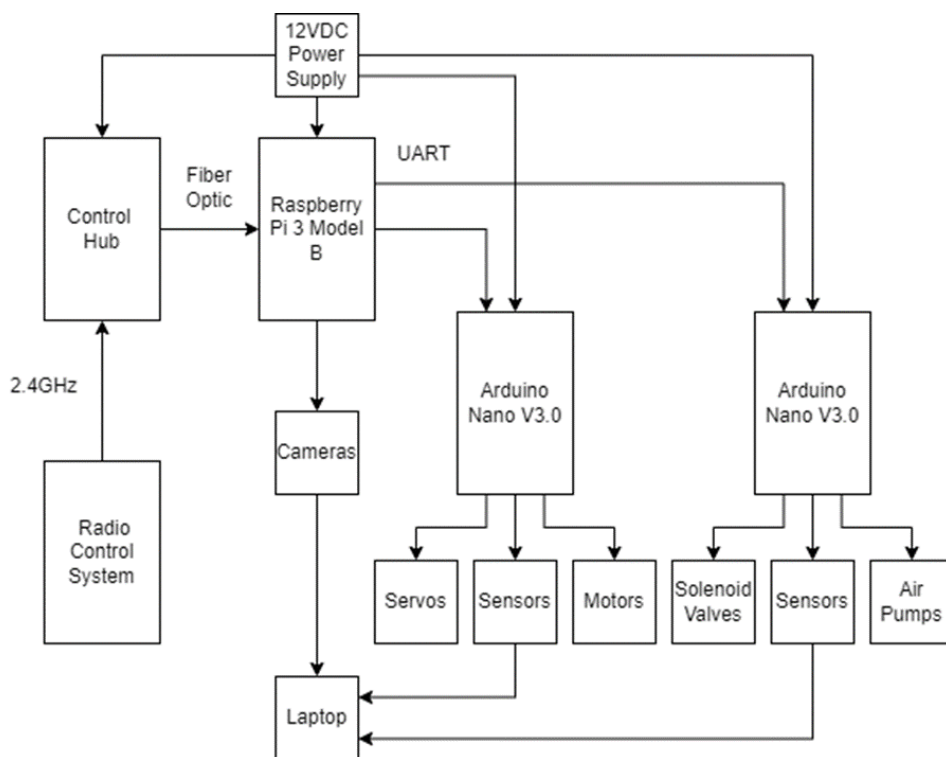 12VDC
Power
Supply
Control
Hub
Fiber
Optic
Raspberry
Pi 3 Model
B
UART
2.4GHz
Radio
Control
System
Cameras
Arduino
Nano V3.0
Arduino
Nano V3.0
Servos
Sensors
Motors
Solenoid
Valves
Sensors
Air
Pumps
Laptop